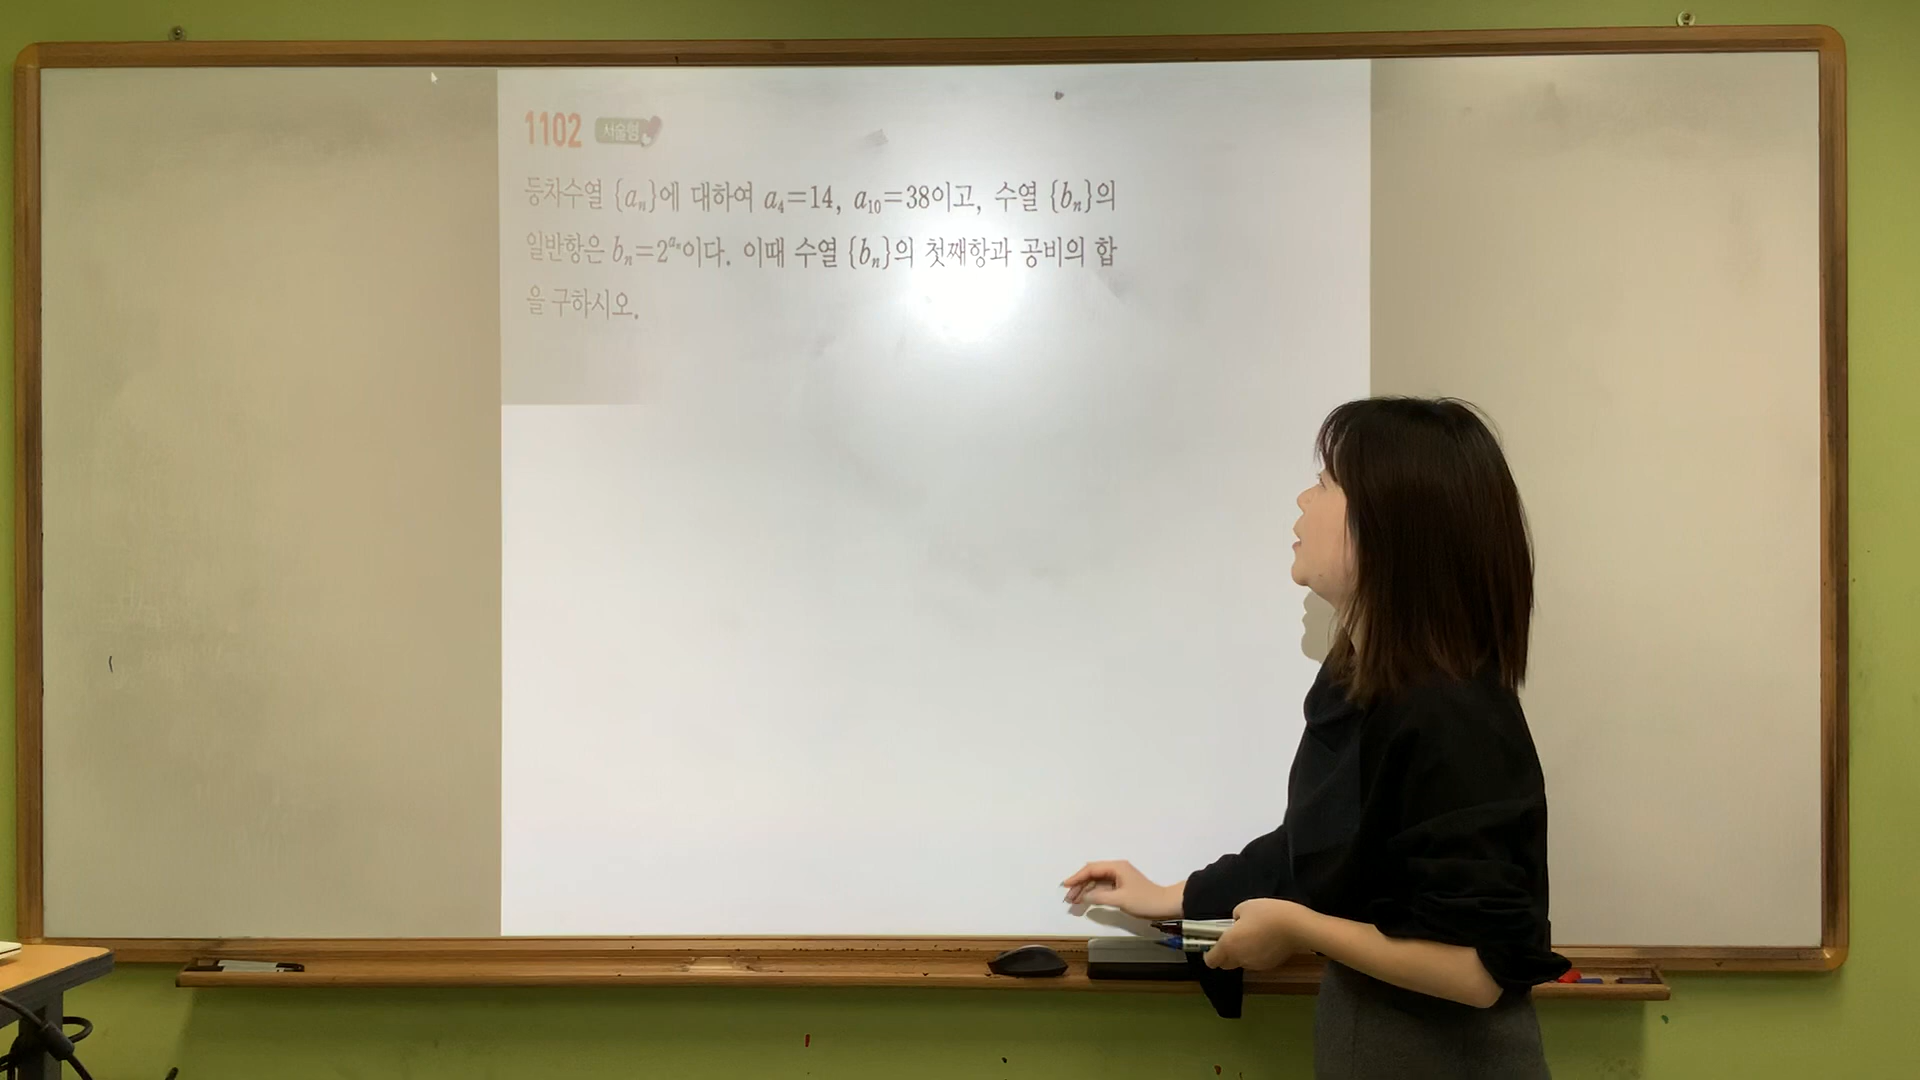 1102 서술형
등차수열 {aₙ}에 대하여 a₄=14, a₁₀=38이고, 수열 {bₙ}의
일반항은 bₙ=2^{aₙ}이다. 이때 수열 {bₙ}의 첫째항과 공비의 합
을 구하시오.